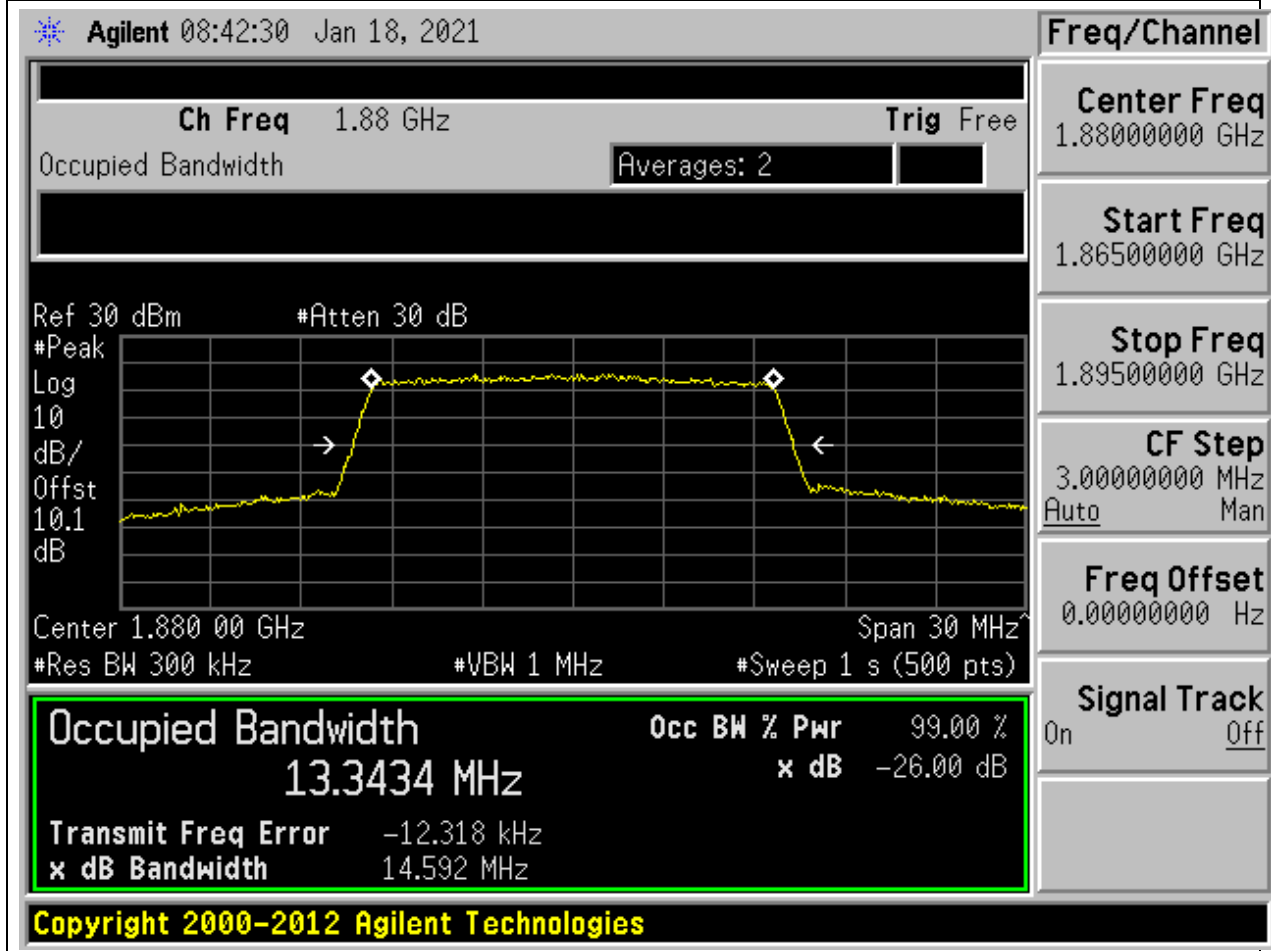 Agilent 08:42:30 Jan 18, 2021
Freq/Channel
Ch Freq 1.88 GHz Trig Free
Occupied Bandwidth Averages: 2
Center Freq
1.88000000 GHz
Start Freq
1.86500000 GHz
Stop Freq
1.89500000 GHz
CF Step
3.00000000 MHz
Auto Man
Freq Offset
0.00000000 Hz
Signal Track
On Off
Ref 30 dBm #Atten 30 dB
#Peak
Log
10
dB/
Offst
10.1
dB
Center 1.880 00 GHz Span 30 MHz^
#Res BW 300 kHz #VBW 1 MHz #Sweep 1 s (500 pts)
Occupied Bandwidth Occ BW % Pwr 99.00 %
13.3434 MHz x dB -26.00 dB
Transmit Freq Error -12.318 kHz
x dB Bandwidth 14.592 MHz
Copyright 2000-2012 Agilent Technologies